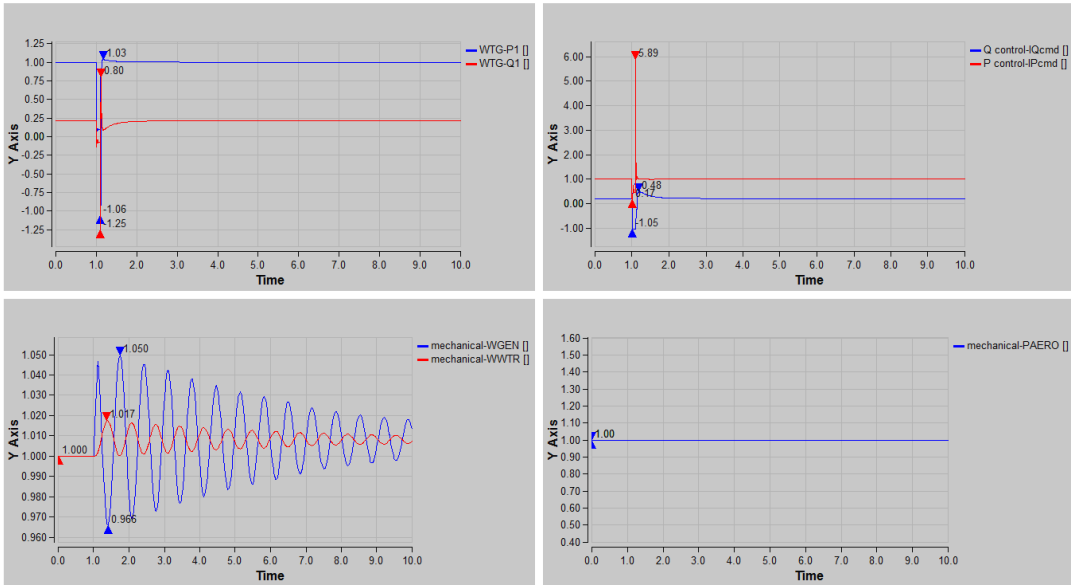 1.25
1.00
0.75
0.50
0.25
0.00
-0.25
-0.50
-0.75
-1.00
-1.25
Y Axis
1.03
0.80
-1.06
-1.25
0.0 1.0 2.0 3.0 4.0 5.0 6.0 7.0 8.0 9.0 10.0
Time
WTG-P1 []
WTG-Q1 []
6.00
5.00
4.00
3.00
2.00
1.00
0.00
-1.00
Y Axis
5.89
0.48
0.17
-1.05
0.0 1.0 2.0 3.0 4.0 5.0 6.0 7.0 8.0 9.0 10.0
Time
Q control-IQcmd []
P control-IPcmd []
1.050
1.040
1.030
1.020
1.010
1.000
0.990
0.980
0.970
0.960
Y Axis
1.050
1.017
1.000
0.966
0.0 1.0 2.0 3.0 4.0 5.0 6.0 7.0 8.0 9.0 10.0
Time
mechanical-WGEN []
mechanical-WWTR []
1.60
1.50
1.40
1.30
1.20
1.10
1.00
0.90
0.80
0.70
0.60
0.50
0.40
Y Axis
1.00
0.0 1.0 2.0 3.0 4.0 5.0 6.0 7.0 8.0 9.0 10.0
Time
mechanical-PAERO []